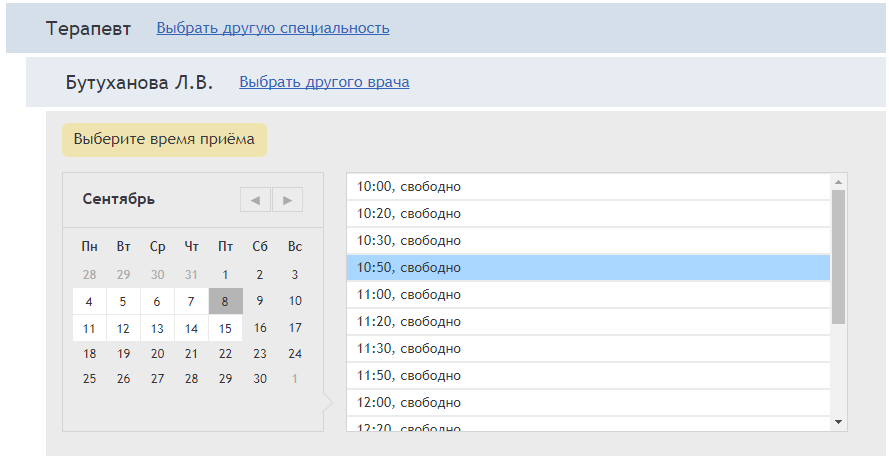 Терапевт Выбрать другую специальность
Бутуханова Л.В. Выбрать другого врача
Выберите время приёма
Сентябрь ◀ ▶
Пн Вт Ср Чт Пт Сб Вс
28 29 30 31 1 2 3
4 5 6 7 8 9 10
11 12 13 14 15 16 17
18 19 20 21 22 23 24
25 26 27 28 29 30 1
10:00, свободно
10:20, свободно
10:30, свободно
10:50, свободно
11:00, свободно
11:20, свободно
11:30, свободно
11:50, свободно
12:00, свободно
12:20, свободно